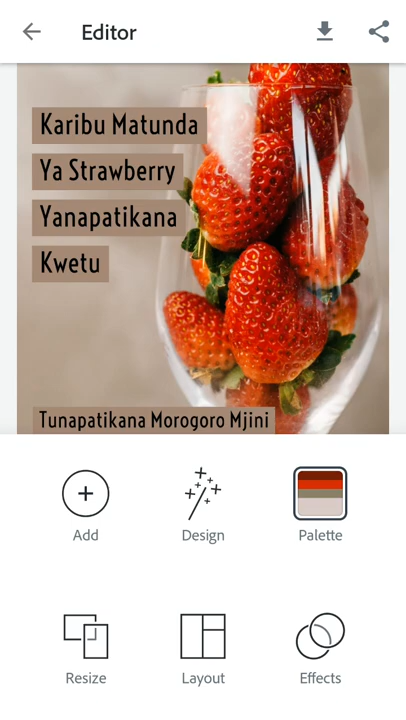 Editor
Karibu Matunda
Ya Strawberry
Yanapatikana
Kwetu
Tunapatikana Morogoro Mjini
Add
Design
Palette
Resize
Layout
Effects